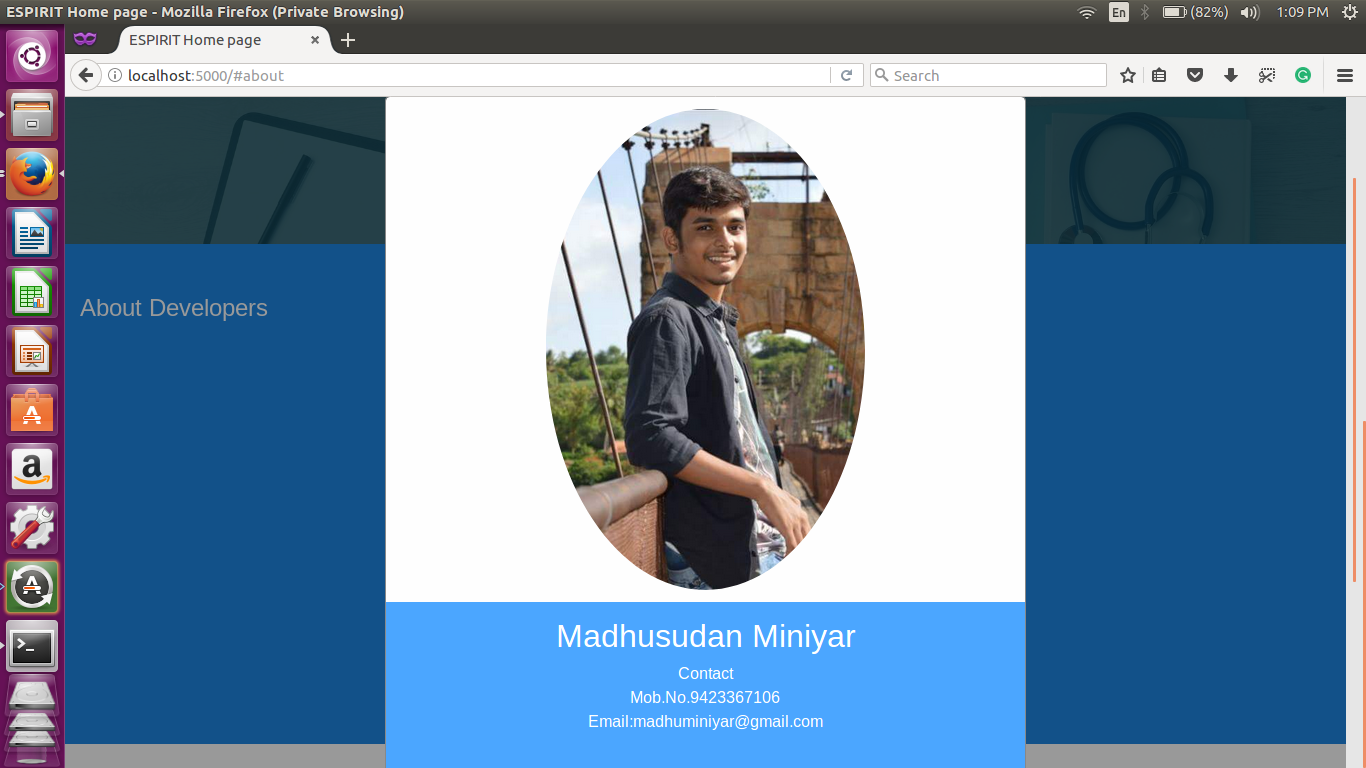 ESPIRIT Home page - Mozilla Firefox (Private Browsing)
En
(82%)
1:09 PM
ESPIRIT Home page
localhost:5000/#about
Search
About Developers
Madhusudan Miniyar
Contact
Mob.No.9423367106
Email:madhuminiyar@gmail.com